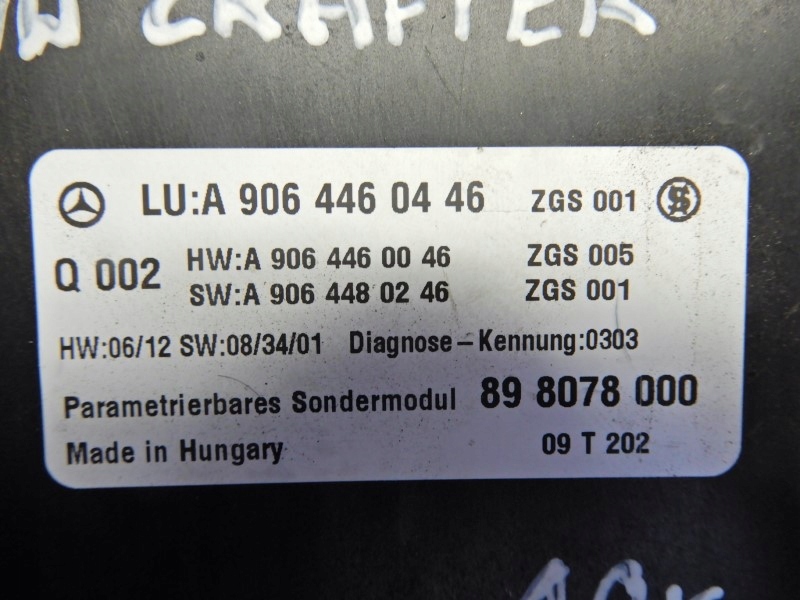 VW CRAFTER
LU:A 906 446 04 46 ZGS 001
Q 002 HW:A 906 446 00 46 ZGS 005
SW:A 906 448 02 46 ZGS 001
HW:06/12 SW:08/34/01 Diagnose-Kennung:0303
Parametrierbares Sondermodul 89 8078 000
Made in Hungary 09 T 202